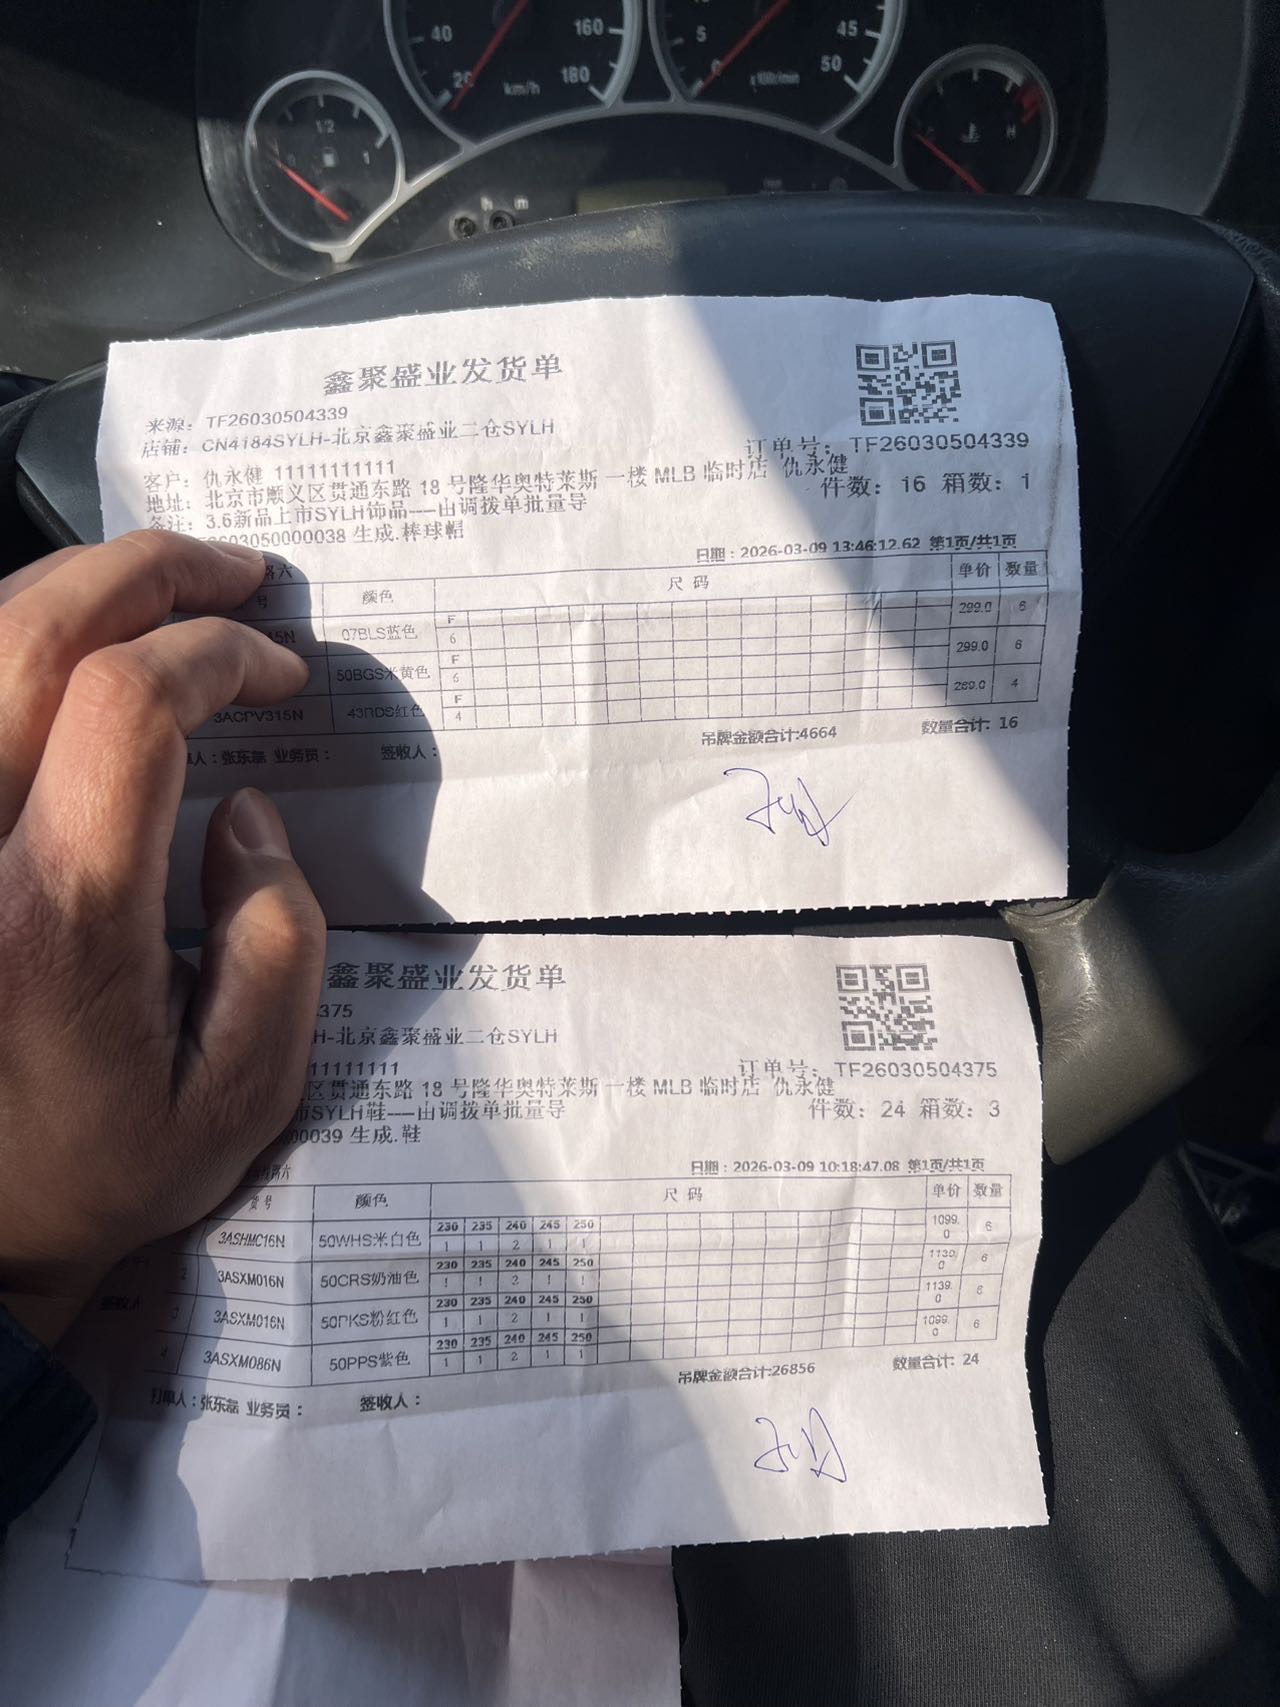 40
20
160
180
km/h
5
0
45
50
x100r/min
1/2
0
1
H
h m
鑫聚盛业发货单
来源: TF26030504339
店铺: CN4184SYLH-北京鑫聚盛业二仓SYLH
订单号: TF26030504339
客户: 仇永健 11111111111
地址: 北京市顺义区贯通东路 18 号隆华奥特莱斯 一楼 MLB 临时店 仇永健
件数: 16 箱数: 1
备注: 3.6新品上市SYLH饰品----由调拨单批量导
6030500000038 生成.棒球帽
日期:2026-03-09 13:46:12.62 第1页/共1页
六
号 颜色 尺 码 单价 数量
15N 07BLS蓝色 F 6 299.0 6
50BGS米黄色 F 6 299.0 6
3ACPV315N 43RDS红色 F 4 269.0 4
吊牌金额合计:4664 数量合计: 16
人:张东磊 业务员: 签收人:
鑫聚盛业发货单
4375
H-北京鑫聚盛业二仓SYLH
订单号: TF26030504375
11111111
区贯通东路 18 号隆华奥特莱斯 一楼 MLB 临时店 仇永健
件数: 24 箱数: 3
市SYLH鞋----由调拨单批量导
00039 生成.鞋
日期:2026-03-09 10:18:47.08 第1页/共1页
六
货号 颜色 尺 码 单价 数量
3ASHMC16N 50WHS米白色 230 235 240 245 250 1099.0 6
1 1 2 1 1
2 3ASXM016N 50CRS奶油色 230 235 240 245 250 1139.0 6
1 1 2 1 1
3 3ASXM016N 50PKS粉红色 230 235 240 245 250 1139.0 6
1 1 2 1 1
4 3ASXM086N 50PPS紫色 230 235 240 245 250 1099.0 6
1 1 2 1 1
吊牌金额合计:26856 数量合计: 24
打单人:张东磊 业务员: 签收人: